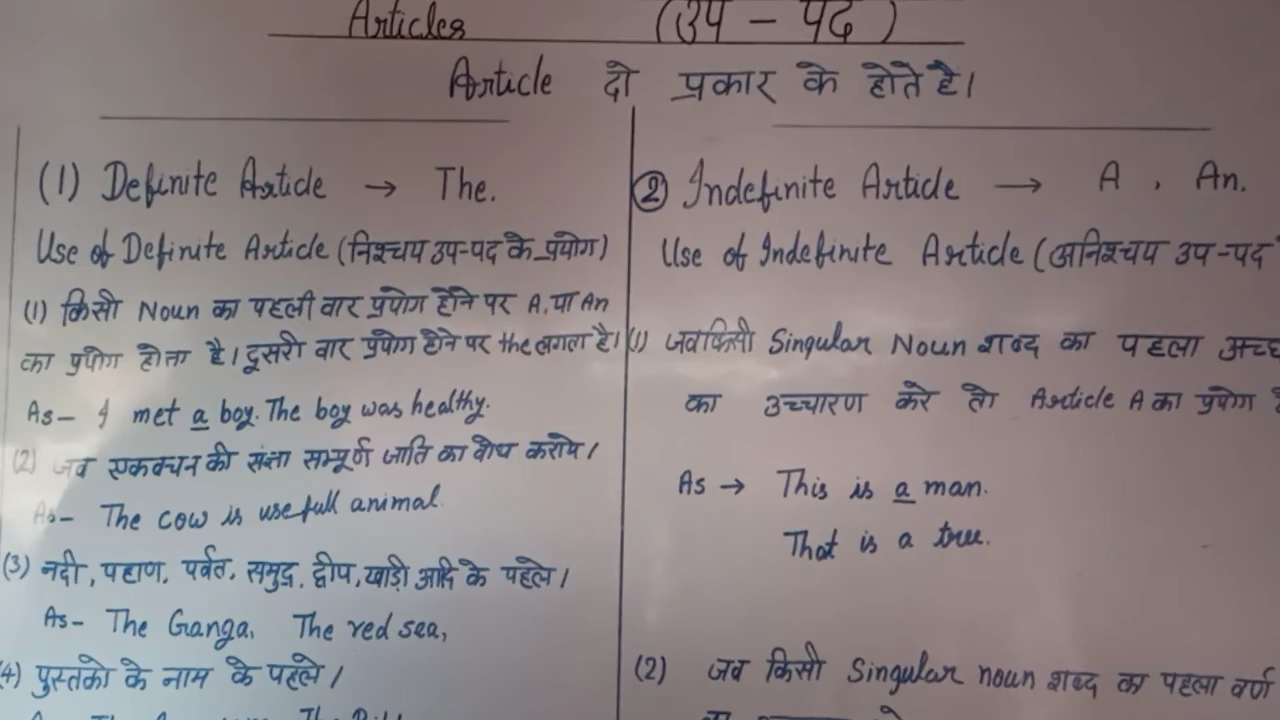 Articles (उप - पद)
Article दो प्रकार के होते है।
(1) Definite Article → The.
Use of Definite Article (निश्चय उप-पद के प्रयोग)
(1) किसी Noun का पहली वार प्रयोग होने पर A, या An
का प्रयोग होता है। दूसरी वार प्रयोग होने पर the लगता है।
As- I met a boy. The boy was healthy.
(2) जव एकवचन की संज्ञा सम्पूर्ण जाति का वोध कराये।
As- The cow is usefull animal.
(3) नदी, पहाण, पर्वत, समुद्र, द्वीप, खाड़ी आदि के पहले।
As- The Ganga, The red sea,
(4) पुस्तको के नाम के पहले।
The The
② Indefinite Article → A, An.
Use of Indefinite Article (अनिश्चय उप-पद
(1) जवकिसी Singular Noun शब्द का पहला
का उच्चारण करे तो Article A का प्रयोग
As → This is a man.
That is a tree.
(2) जव किसी Singular noun शब्द का पहला वर्ण